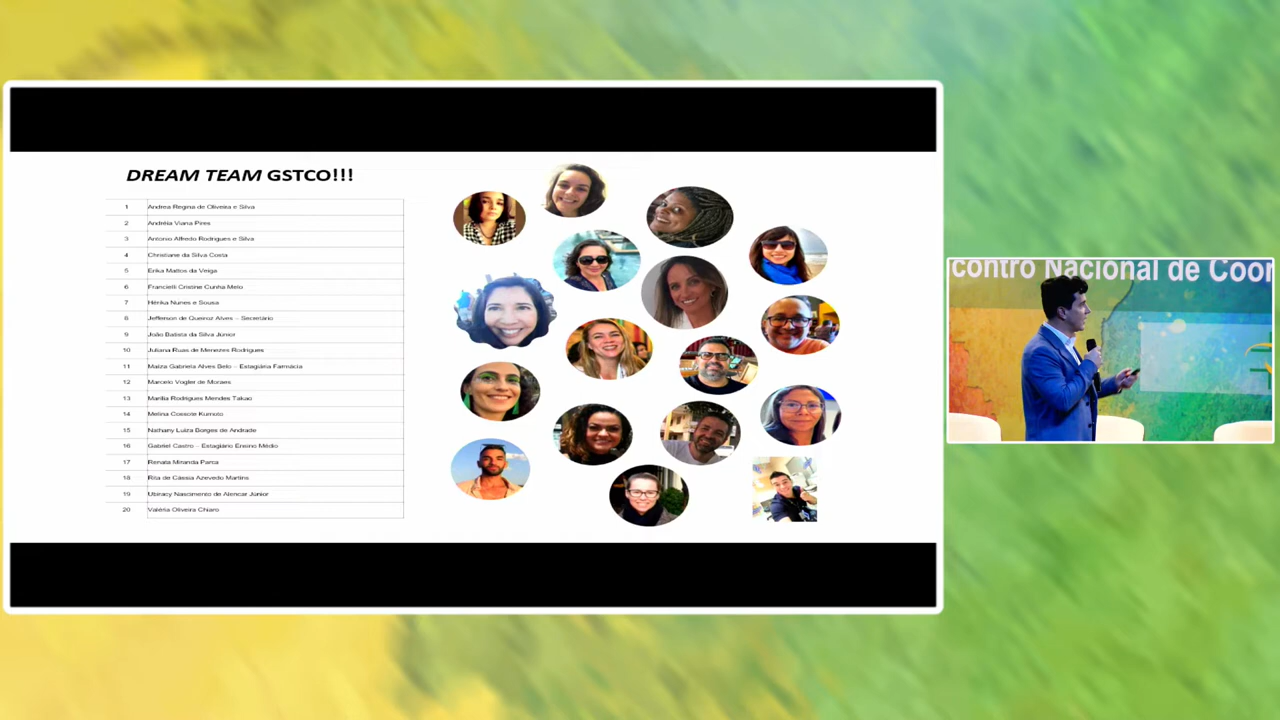 DREAM TEAM GSTCO!!!
1 Andrea Regina de Oliveira e Silva
2 Andréia Viana Pires
3 Antonio Alfredo Rodrigues e Silva
4 Christiane da Silva Costa
5 Erika Mattos da Veiga
6 Francielli Cristine Cunha Melo
7 Hérika Nunes e Sousa
8 Jefferson de Queiroz Alves – Secretário
9 João Batista da Silva Júnior
10 Juliana Ruas de Menezes Rodrigues
11 Maiza Gabriela Alves Belo – Estagiária Farmácia
12 Marcelo Vogler de Moraes
13 Marília Rodrigues Mendes Takao
14 Melina Cossote Kumoto
15 Nathany Luiza Borges de Andrade
16 Gabriel Castro – Estagiário Ensino Médio
17 Renata Miranda Parca
18 Rita de Cássia Azevedo Martins
19 Ubiracy Nascimento de Alencar Júnior
20 Valéria Oliveira Chiaro
contro Nacional de Coor